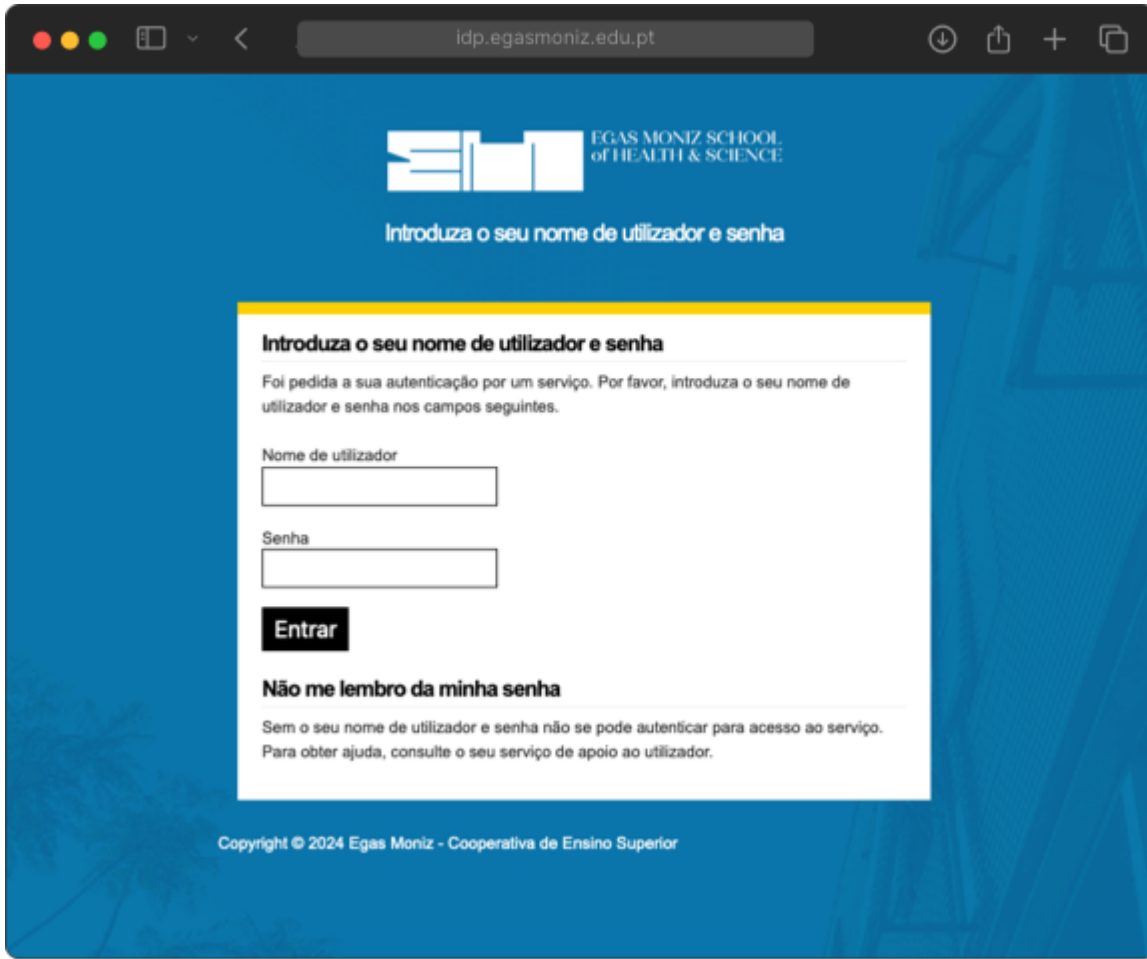 idp.egasmoniz.edu.pt
EGAS MONIZ SCHOOL
of HEALTH & SCIENCE
Introduza o seu nome de utilizador e senha
Introduza o seu nome de utilizador e senha
Foi pedida a sua autenticação por um serviço. Por favor, introduza o seu nome de
utilizador e senha nos campos seguintes.
Nome de utilizador
Senha
Entrar
Não me lembro da minha senha
Sem o seu nome de utilizador e senha não se pode autenticar para acesso ao serviço.
Para obter ajuda, consulte o seu serviço de apoio ao utilizador.
Copyright © 2024 Egas Moniz - Cooperativa de Ensino Superior